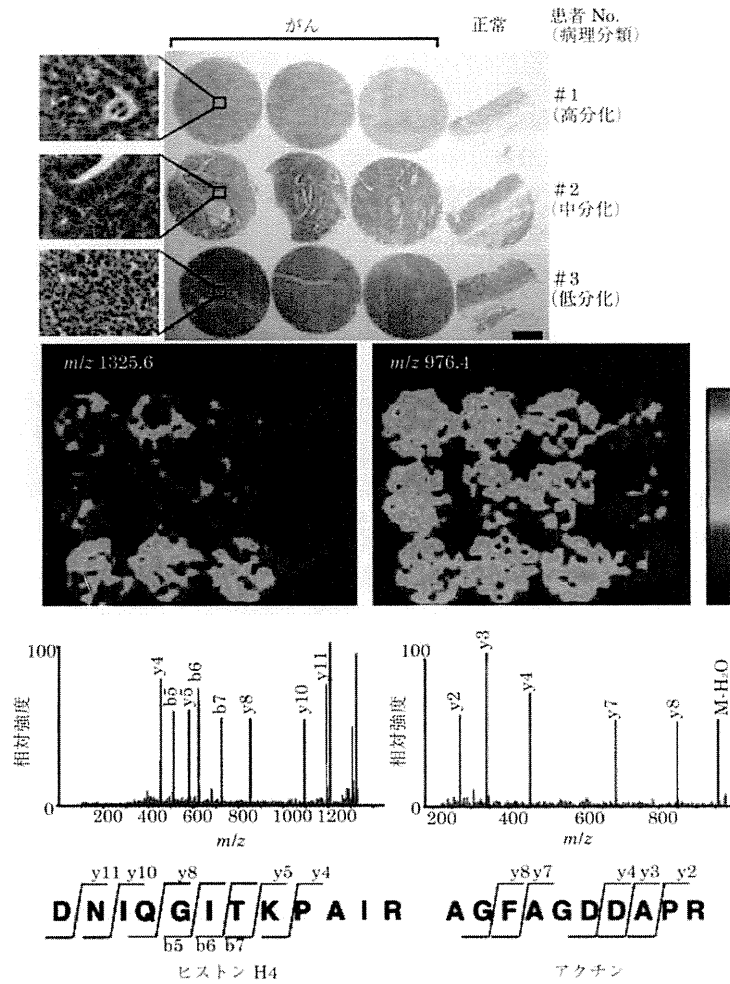 がん
正常
患者 No.
(病理分類)
#1
(高分化)
#2
(中分化)
#3
(低分化)
m/z 1325.6
m/z 976.4
100
相対強度
0
y4
b5
y5
b6
b7
y8
y10
y11
200 400 600 800 1000 1200
m/z
100
相対強度
0
y2
y3
y4
y7
y8
M-H₂O
200 400 600 800
m/z
y11 y10 y8 y5 y4
D N I Q G I T K P A I R
b5 b6 b7
ヒストン H4
y8 y7 y4 y3 y2
A G F A G D D A P R
アクチン